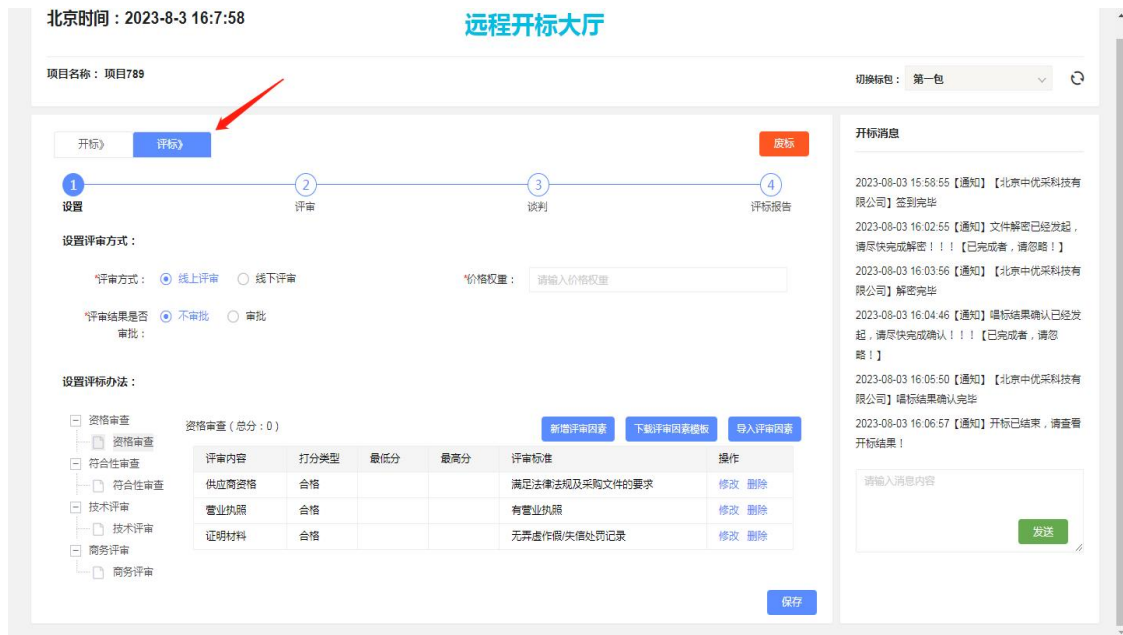 北京时间：2023-8-3 16:7:58
远程开标大厅
项目名称： 项目789
切换标包： 第一包
开标》
评标》
废标
1
2
3
4
设置
评审
谈判
评标报告
设置评审方式：
*评审方式： 线上评审 线下评审
*价格权重： 请输入价格权重
*评审结果是否
审批： 不审批 审批
设置评标办法：
资格审查
资格审查
符合性审查
符合性审查
技术评审
技术评审
商务评审
商务评审
资格审查（总分：0）
新增评审因素 下载评审因素模板 导入评审因素
评审内容 打分类型 最低分 最高分 评审标准 操作
供应商资格 合格 满足法律法规及采购文件的要求 修改 删除
营业执照 合格 有营业执照 修改 删除
证明材料 合格 无弄虚作假/失信处罚记录 修改 删除
保存
开标消息
2023-08-03 15:58:55【通知】【北京中优采科技有
限公司】签到完毕
2023-08-03 16:02:55【通知】文件解密已经发起，
请尽快完成解密！！！【已完成者，请忽略！】
2023-08-03 16:03:56【通知】【北京中优采科技有
限公司】解密完毕
2023-08-03 16:04:46【通知】唱标结果确认已经发
起，请尽快完成确认！！！【已完成者，请忽
略！】
2023-08-03 16:05:50【通知】【北京中优采科技有
限公司】唱标结果确认完毕
2023-08-03 16:06:57【通知】开标已结束，请查看
开标结果！
请输入消息内容
发送